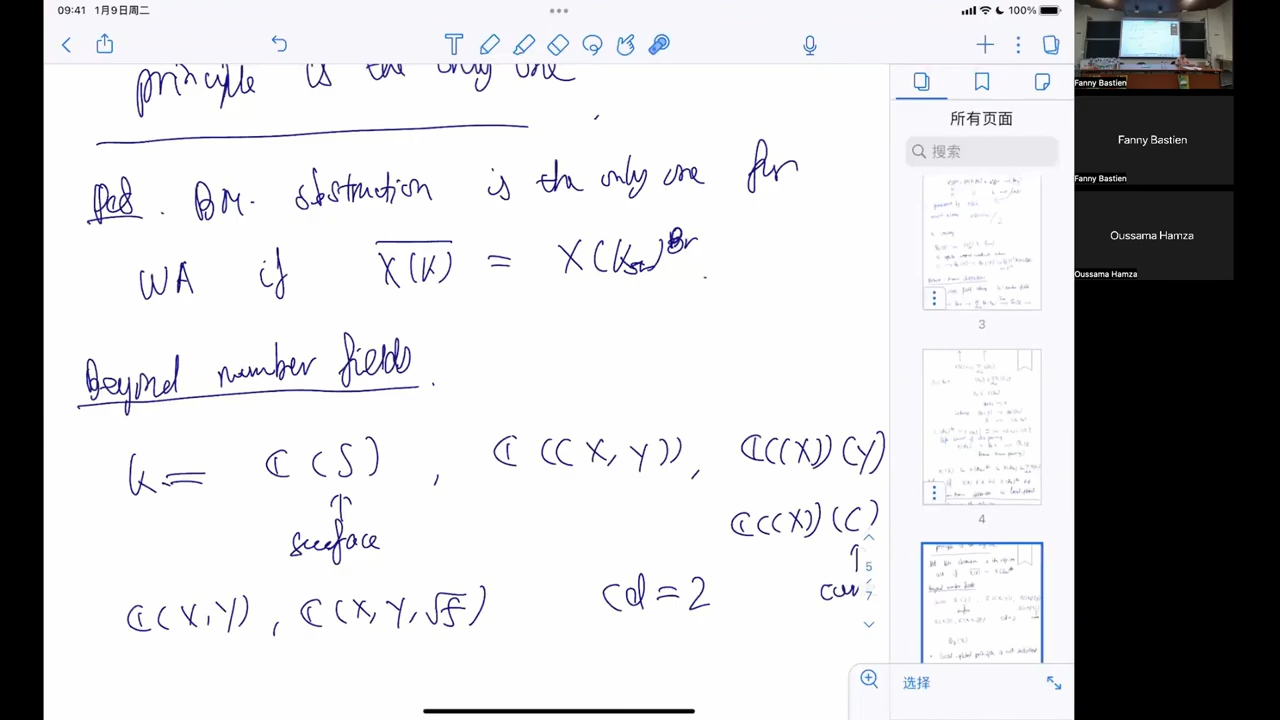 09:41 1月9日周二
100%
principle is the only one
Def. BM. obstruction is the only one for
WA if X(K) = X(K_Ω)^Br.
Beyond number fields.
K = ℂ(S), ℂ((X,Y)), ℂ((X))(Y)
ℂ((X))(C)
↑
surface
↑
ℂ(X,Y), ℂ(X,Y,√f) cd=2
所有页面
搜索
3
4
5
7
选择
Fanny Bastien
Fanny Bastien
Fanny Bastien
Oussama Hamza
Oussama Hamza